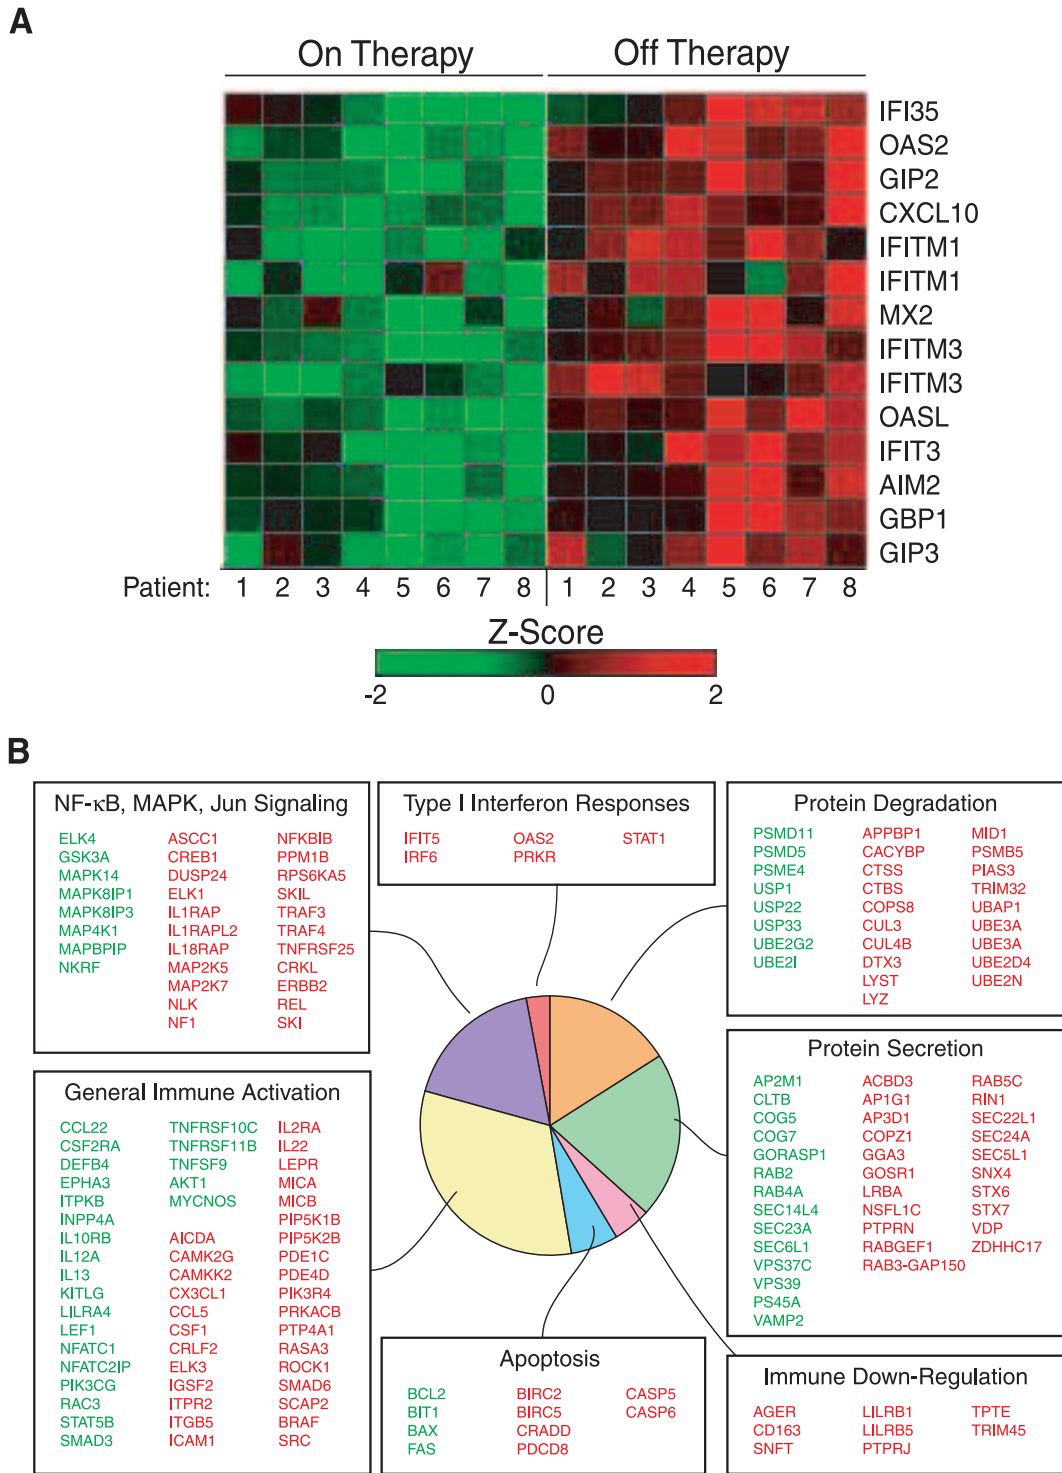 A
On Therapy Off Therapy
IFI35
OAS2
GIP2
CXCL10
IFITM1
IFITM1
MX2
IFITM3
IFITM3
OASL
IFIT3
AIM2
GBP1
GIP3
Patient: 1 2 3 4 5 6 7 8 1 2 3 4 5 6 7 8
Z-Score
-2 0 2
B
NF-κB, MAPK, Jun Signaling
ELK4 ASCC1 NFKBIB
GSK3A CREB1 PPM1B
MAPK14 DUSP24 RPS6KA5
MAPK8IP1 ELK1 SKIL
MAPK8IP3 IL1RAP TRAF3
MAP4K1 IL1RAPL2 TRAF4
MAPBPIP IL18RAP TNFRSF25
NKRF MAP2K5 CRKL
MAP2K7 ERBB2
NLK REL
NF1 SKI
Type I Interferon Responses
IFIT5 OAS2 STAT1
IRF6 PRKR
Protein Degradation
PSMD11 APPBP1 MID1
PSMD5 CACYBP PSMB5
PSME4 CTSS PIAS3
USP1 CTBS TRIM32
USP22 COPS8 UBAP1
USP33 CUL3 UBE3A
UBE2G2 CUL4B UBE3A
UBE2I DTX3 UBE2D4
LYST UBE2N
LYZ
General Immune Activation
CCL22 TNFRSF10C IL2RA
CSF2RA TNFRSF11B IL22
DEFB4 TNFSF9 LEPR
EPHA3 AKT1 MICA
ITPKB MYCNOS MICB
INPP4A PIP5K1B
IL10RB AICDA PIP5K2B
IL12A CAMK2G PDE1C
IL13 CAMKK2 PDE4D
KITLG CX3CL1 PIK3R4
LILRA4 CCL5 PRKACB
LEF1 CSF1 PTP4A1
NFATC1 CRLF2 RASA3
NFATC2IP ELK3 ROCK1
PIK3CG IGSF2 SMAD6
RAC3 ITPR2 SCAP2
STAT5B ITGB5 BRAF
SMAD3 ICAM1 SRC
Protein Secretion
AP2M1 ACBD3 RAB5C
CLTB AP1G1 RIN1
COG5 AP3D1 SEC22L1
COG7 COPZ1 SEC24A
GORASP1 GGA3 SEC5L1
RAB2 GOSR1 SNX4
RAB4A LRBA STX6
SEC14L4 NSFL1C STX7
SEC23A PTPRN VDP
SEC6L1 RABGEF1 ZDHHC17
VPS37C RAB3-GAP150
VPS39
PS45A
VAMP2
Apoptosis
BCL2 BIRC2 CASP5
BIT1 BIRC5 CASP6
BAX CRADD
FAS PDCD8
Immune Down-Regulation
AGER LILRB1 TPTE
CD163 LILRB5 TRIM45
SNFT PTPRJ